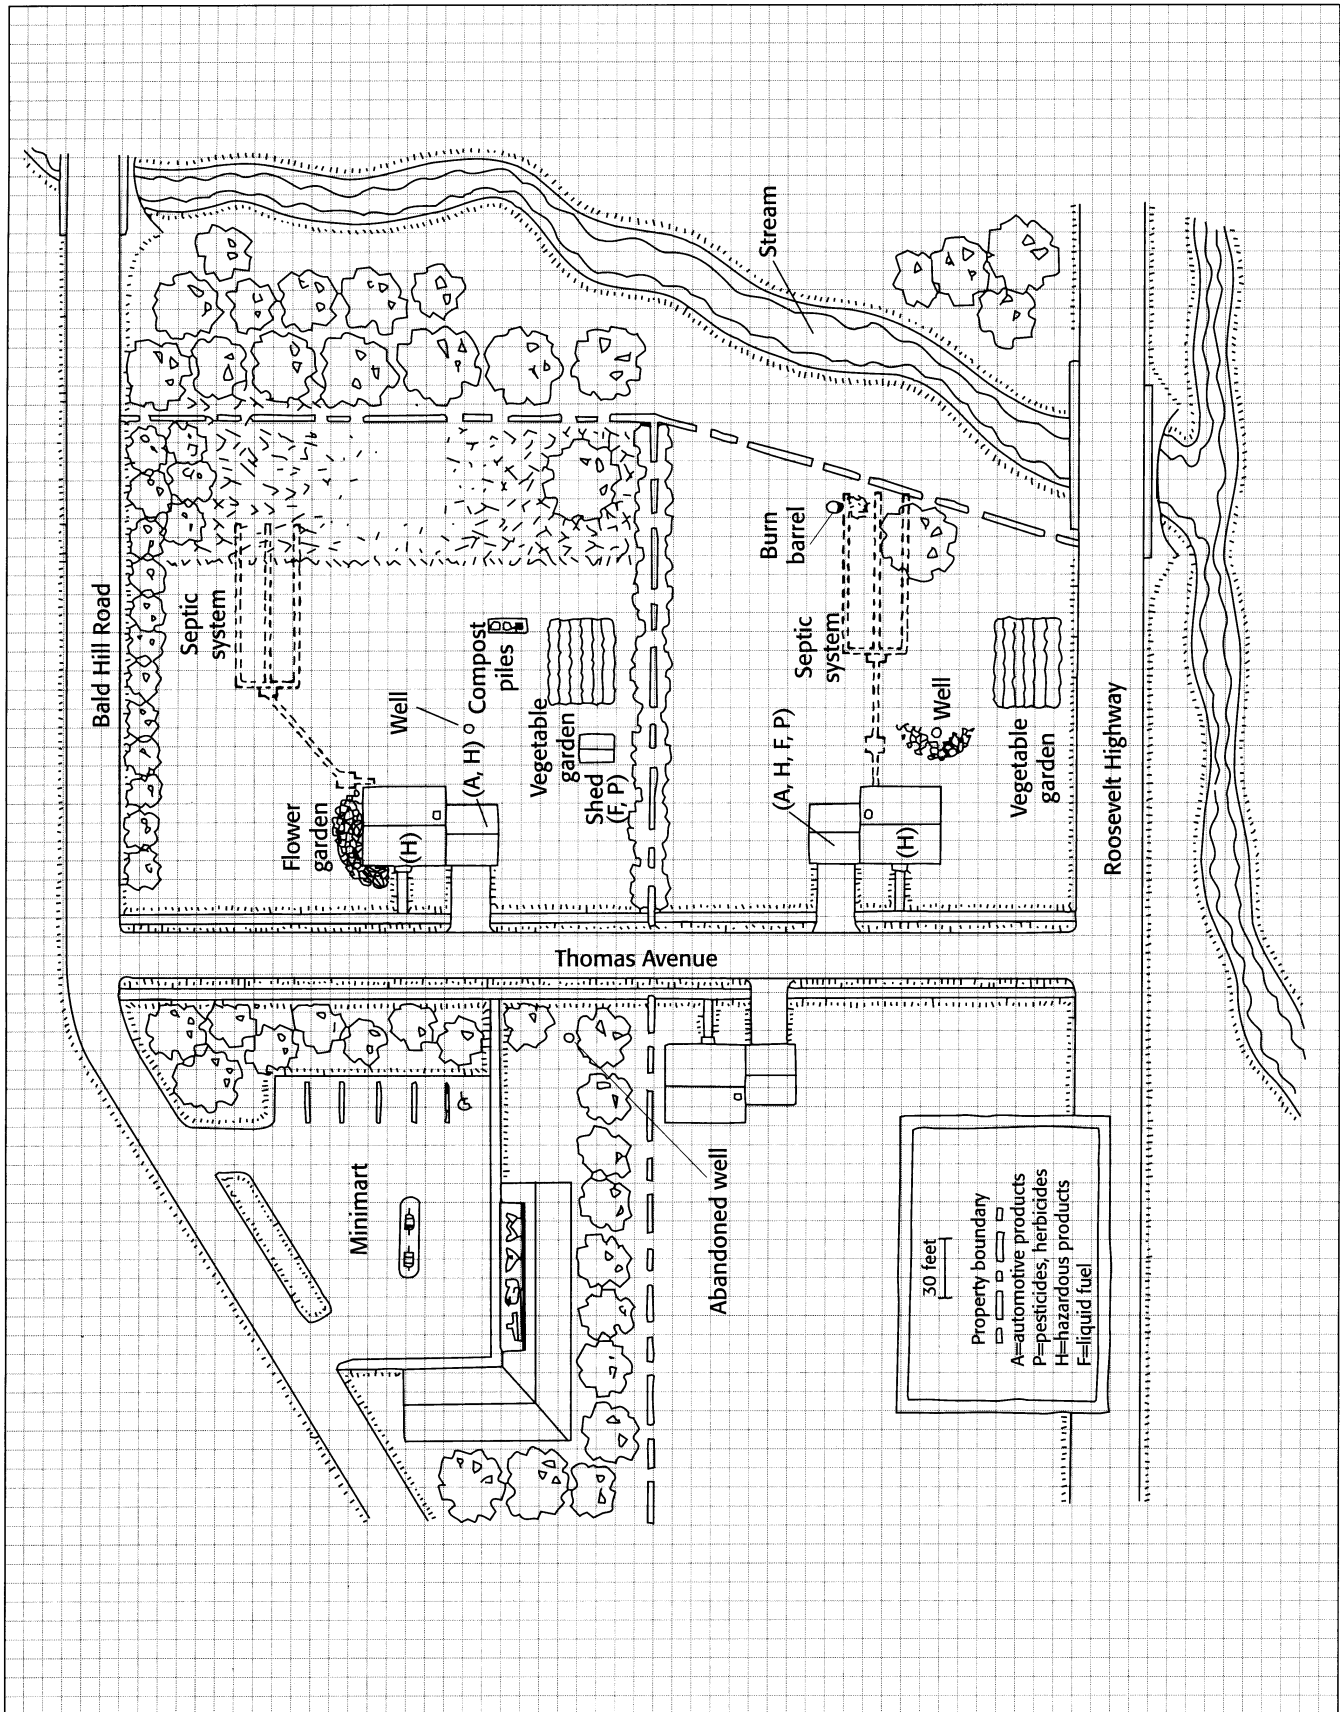 Bald Hill Road
Septic
system
Flower
garden
(H)
Well
(A, H)
Compost
piles
Vegetable
garden
Shed
(F, P)
Stream
Burn
barrel
Septic
system
(A, H, F, P)
(H)
Well
Vegetable
garden
Roosevelt Highway
Thomas Avenue
Minimart
Abandoned well
30 feet
Property boundary
A=automotive products
P=pesticides, herbicides
H=hazardous products
F=liquid fuel